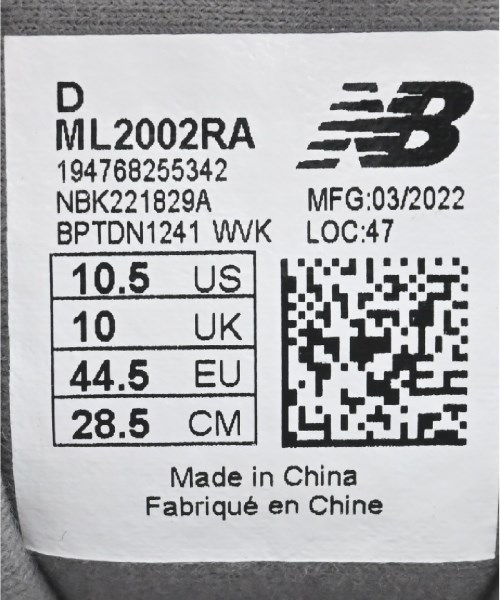 D
ML2002RA
NB
194768255342
NBK221829A
MFG:03/2022
BPTDN1241 WVK
LOC:47
10.5 US
10 UK
44.5 EU
28.5 CM
Made in China
Fabriqué en Chine